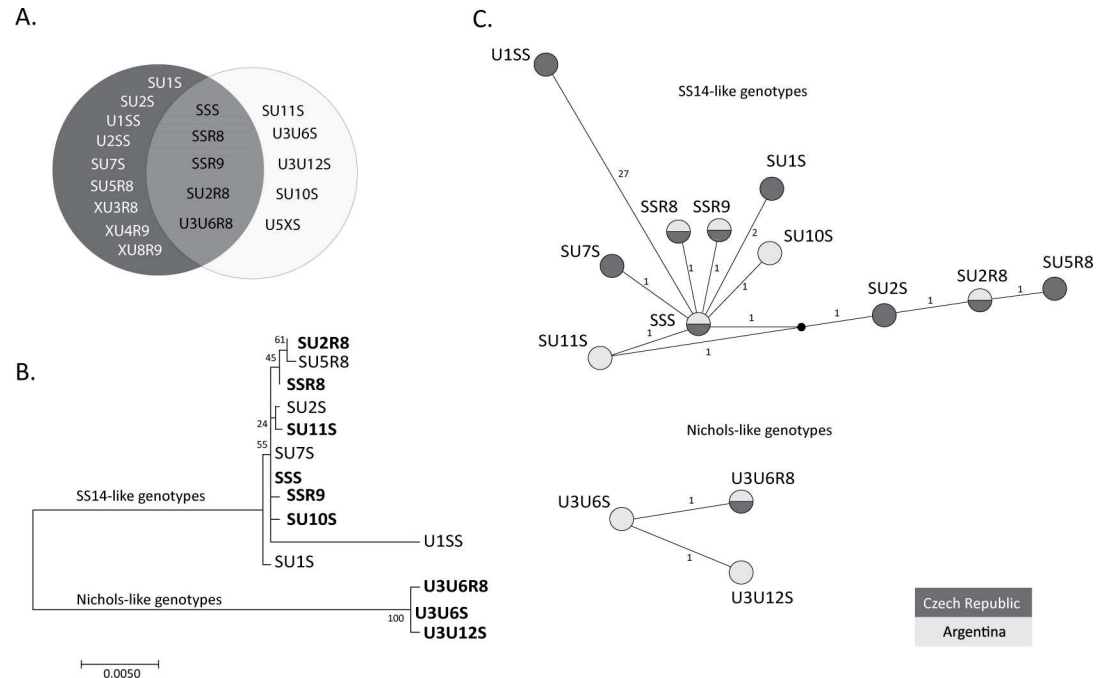 A.
SU1S
SU2S
U1SS
U2SS
SU7S
SU5R8
XU3R8
XU4R9
XU8R9
SSS
SSR8
SSR9
SU2R8
U3U6R8
SU11S
U3U6S
U3U12S
SU10S
U5XS
B.
61
SU2R8
45
SU5R8
SSR8
SU2S
24
SU11S
55
SU7S
SSS
SS14-like genotypes
SSR9
SU10S
U1SS
SU1S
Nichols-like genotypes
U3U6R8
100
U3U6S
U3U12S
0.0050
C.
U1SS
SS14-like genotypes
27
SU1S
SSR8
SSR9
2
SU10S
SU7S
1
1
1
1
SU5R8
SU2R8
SU2S
1
1
1
SSS
1
SU11S
1
1
Nichols-like genotypes
U3U6R8
U3U6S
1
1
U3U12S
Czech Republic
Argentina